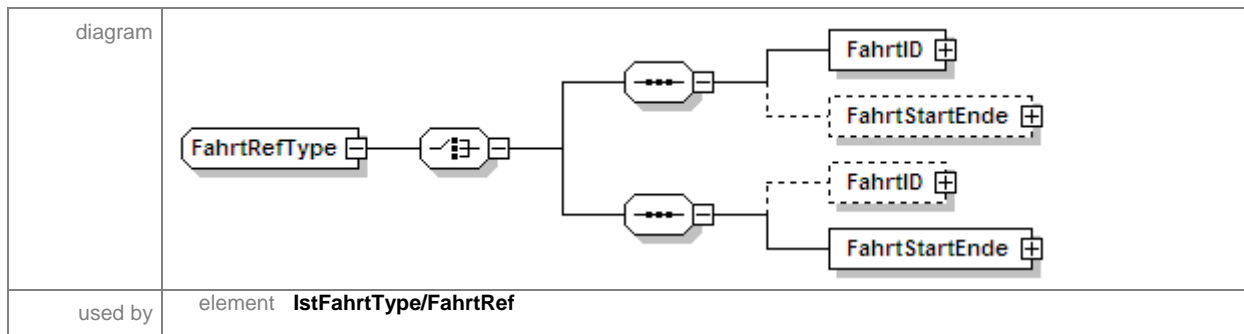 diagram
FahrtRefType
FahrtID
FahrtStartEnde
FahrtID
FahrtStartEnde
used by
element IstFahrtType/FahrtRef